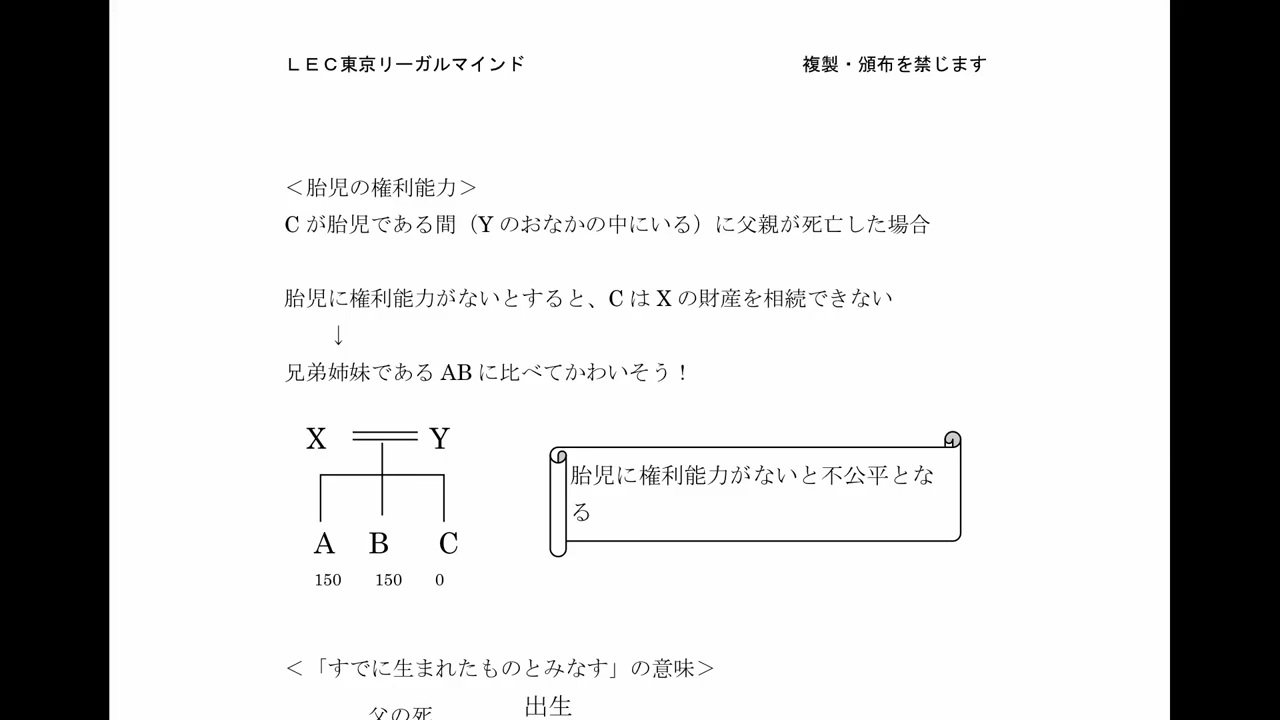 ＬＥＣ東京リーガルマインド
複製・頒布を禁じます
＜胎児の権利能力＞
C が胎児である間（Y のおなかの中にいる）に父親が死亡した場合
胎児に権利能力がないとすると、C は X の財産を相続できない
↓
兄弟姉妹である AB に比べてかわいそう！
X Y
胎児に権利能力がないと不公平とな
る
A B C
150 150 0
＜「すでに生まれたものとみなす」の意味＞
父の死 出生